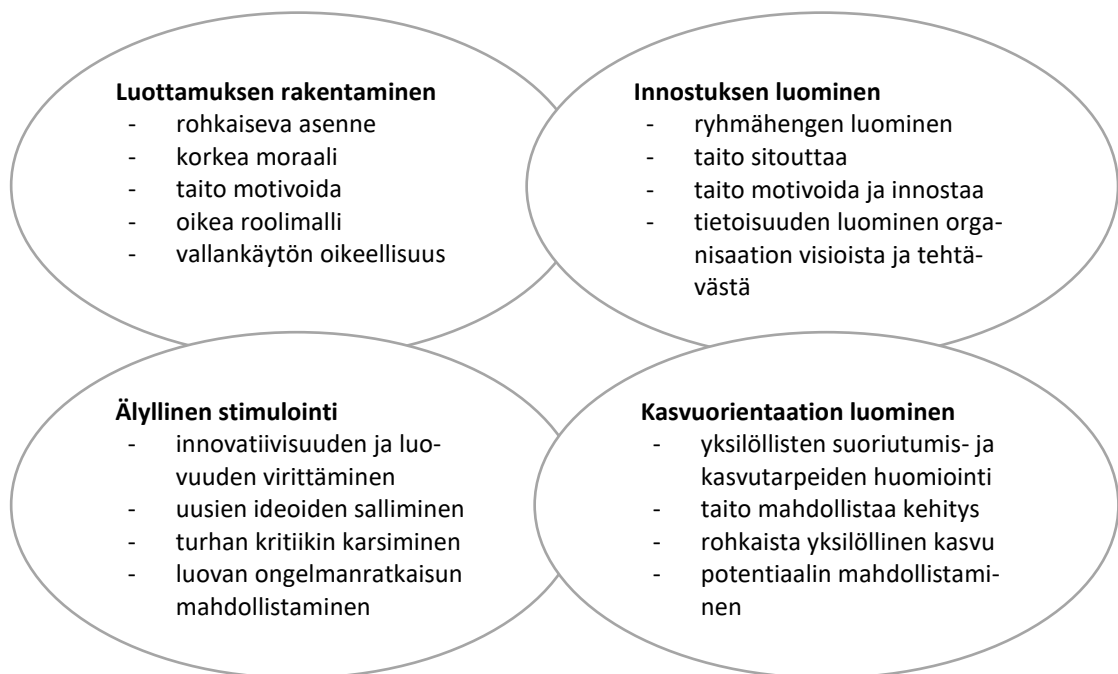 Luottamuksen rakentaminen
- rohkaiseva asenne
- korkea moraali
- taito motivoida
- oikea roolimalli
- vallankäytön oikeellisuus
Innostuksen luominen
- ryhmähengen luominen
- taito sitouttaa
- taito motivoida ja innostaa
- tietoisuuden luominen orga-
nisaation visioista ja tehtä-
västä
Älyllinen stimulointi
- innovatiivisuuden ja luo-
vuuden virittäminen
- uusien ideoiden salliminen
- turhan kritiikin karsiminen
- luovan ongelmanratkaisun
mahdollistaminen
Kasvuorientaation luominen
- yksilöllisten suoriutumis- ja
kasvutarpeiden huomiointi
- taito mahdollistaa kehitys
- rohkaista yksilöllinen kasvu
- potentiaalin mahdollistami-
nen